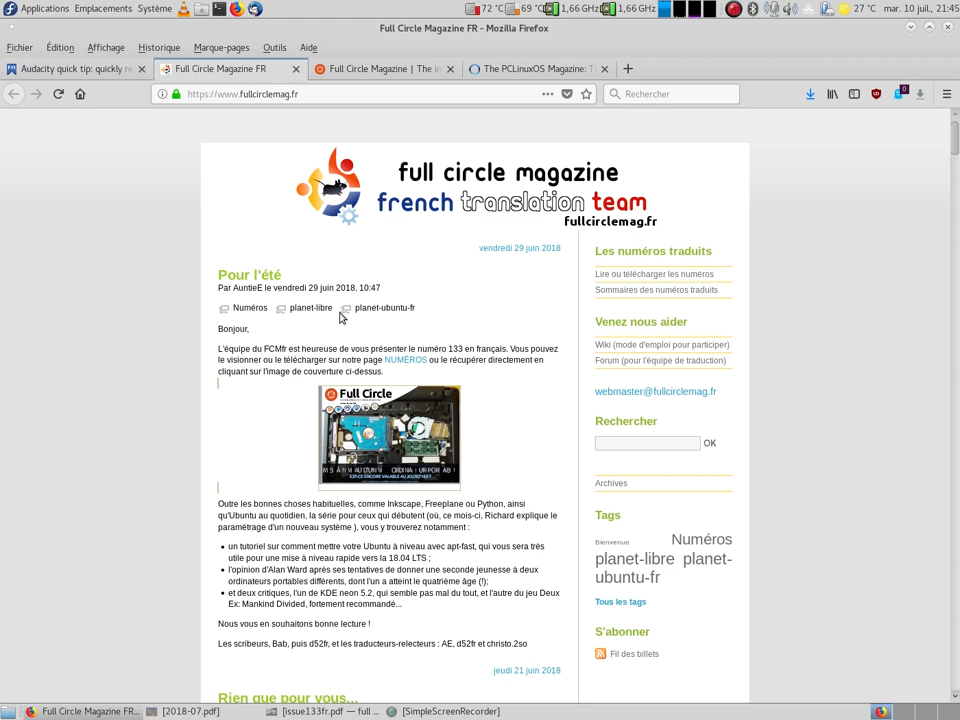 Applications Emplacements Système 72 °C 69 °C 1,66 GHz 1,66 GHz 27 °C mar. 10 juil., 21:45
Full Circle Magazine FR - Mozilla Firefox
Fichier Édition Affichage Historique Marque-pages Outils Aide
Audacity quick tip: quickly re Full Circle Magazine FR Full Circle Magazine | The in The PCLinuxOS Magazine: Th
https://www.fullcirclemag.fr Rechercher 0
full circle magazine
french translation team
fullcirclemag.fr
vendredi 29 juin 2018
Pour l'été
Par AuntieE le vendredi 29 juin 2018, 10:47
Numéros planet-libre planet-ubuntu-fr
Bonjour,
L'équipe du FCMfr est heureuse de vous présenter le numéro 133 en français. Vous pouvez
le visionner ou le télécharger sur notre page NUMÉROS ou le récupérer directement en
cliquant sur l'image de couverture ci-dessus.
Full Circle
EST-CE ENCORE VALABLE AU JOURD'HUI ?
Outre les bonnes choses habituelles, comme Inkscape, Freeplane ou Python, ainsi
qu'Ubuntu au quotidien, la série pour ceux qui débutent (où, ce mois-ci, Richard explique le
paramétrage d'un nouveau système ), vous y trouverez notamment :
un tutoriel sur comment mettre votre Ubuntu à niveau avec apt-fast, qui vous sera très
utile pour une mise à niveau rapide vers la 18.04 LTS ;
l'opinion d'Alan Ward après ses tentatives de donner une seconde jeunesse à deux
ordinateurs portables différents, dont l'un a atteint le quatrième âge (!);
et deux critiques, l'un de KDE neon 5.2, qui semble pas mal du tout, et l'autre du jeu Deux
Ex: Mankind Divided, fortement recommandé...
Nous vous en souhaitons bonne lecture !
Les scribeurs, Bab, puis d52fr, et les traducteurs-relecteurs : AE, d52fr et christo.2so
jeudi 21 juin 2018
Rien que pour vous...
Les numéros traduits
Lire ou télécharger les numéros
Sommaires des Numéros traduits
Venez nous aider
Wiki (mode d'emploi pour participer)
Forum (pour l'équipe de traduction)
webmaster@fullcirclemag.fr
Rechercher
OK
Archives
Tags
Bienvenue Numéros
planet-libre planet-
ubuntu-fr
Tous les tags
S'abonner
Fil des billets
Full Circle Magazine FR... [2018-07.pdf] [issue133fr.pdf — full ... [SimpleScreenRecorder]